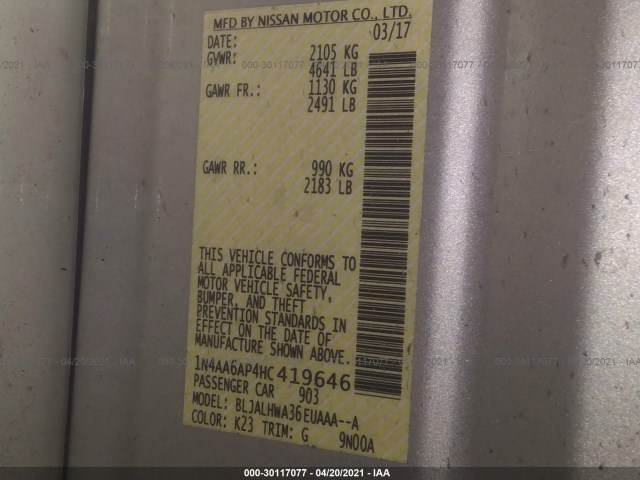 MFD BY NISSAN MOTOR CO., LTD.
DATE: 03/17
GVWR: 2105 KG
4641 LB
GAWR FR.: 1130 KG
2491 LB
GAWR RR.: 990 KG
2183 LB
THIS VEHICLE CONFORMS TO
ALL APPLICABLE FEDERAL
MOTOR VEHICLE SAFETY,
BUMPER, AND THEFT
PREVENTION STANDARDS IN
EFFECT ON THE DATE OF
MANUFACTURE SHOWN ABOVE.
1N4AA6AP4HC419646
PASSENGER CAR 903
MODEL: BLJALHWA36EUAAA--A
COLOR: K23 TRIM: G 9N00A
000-30117077 - 04/20/2021 - IAA